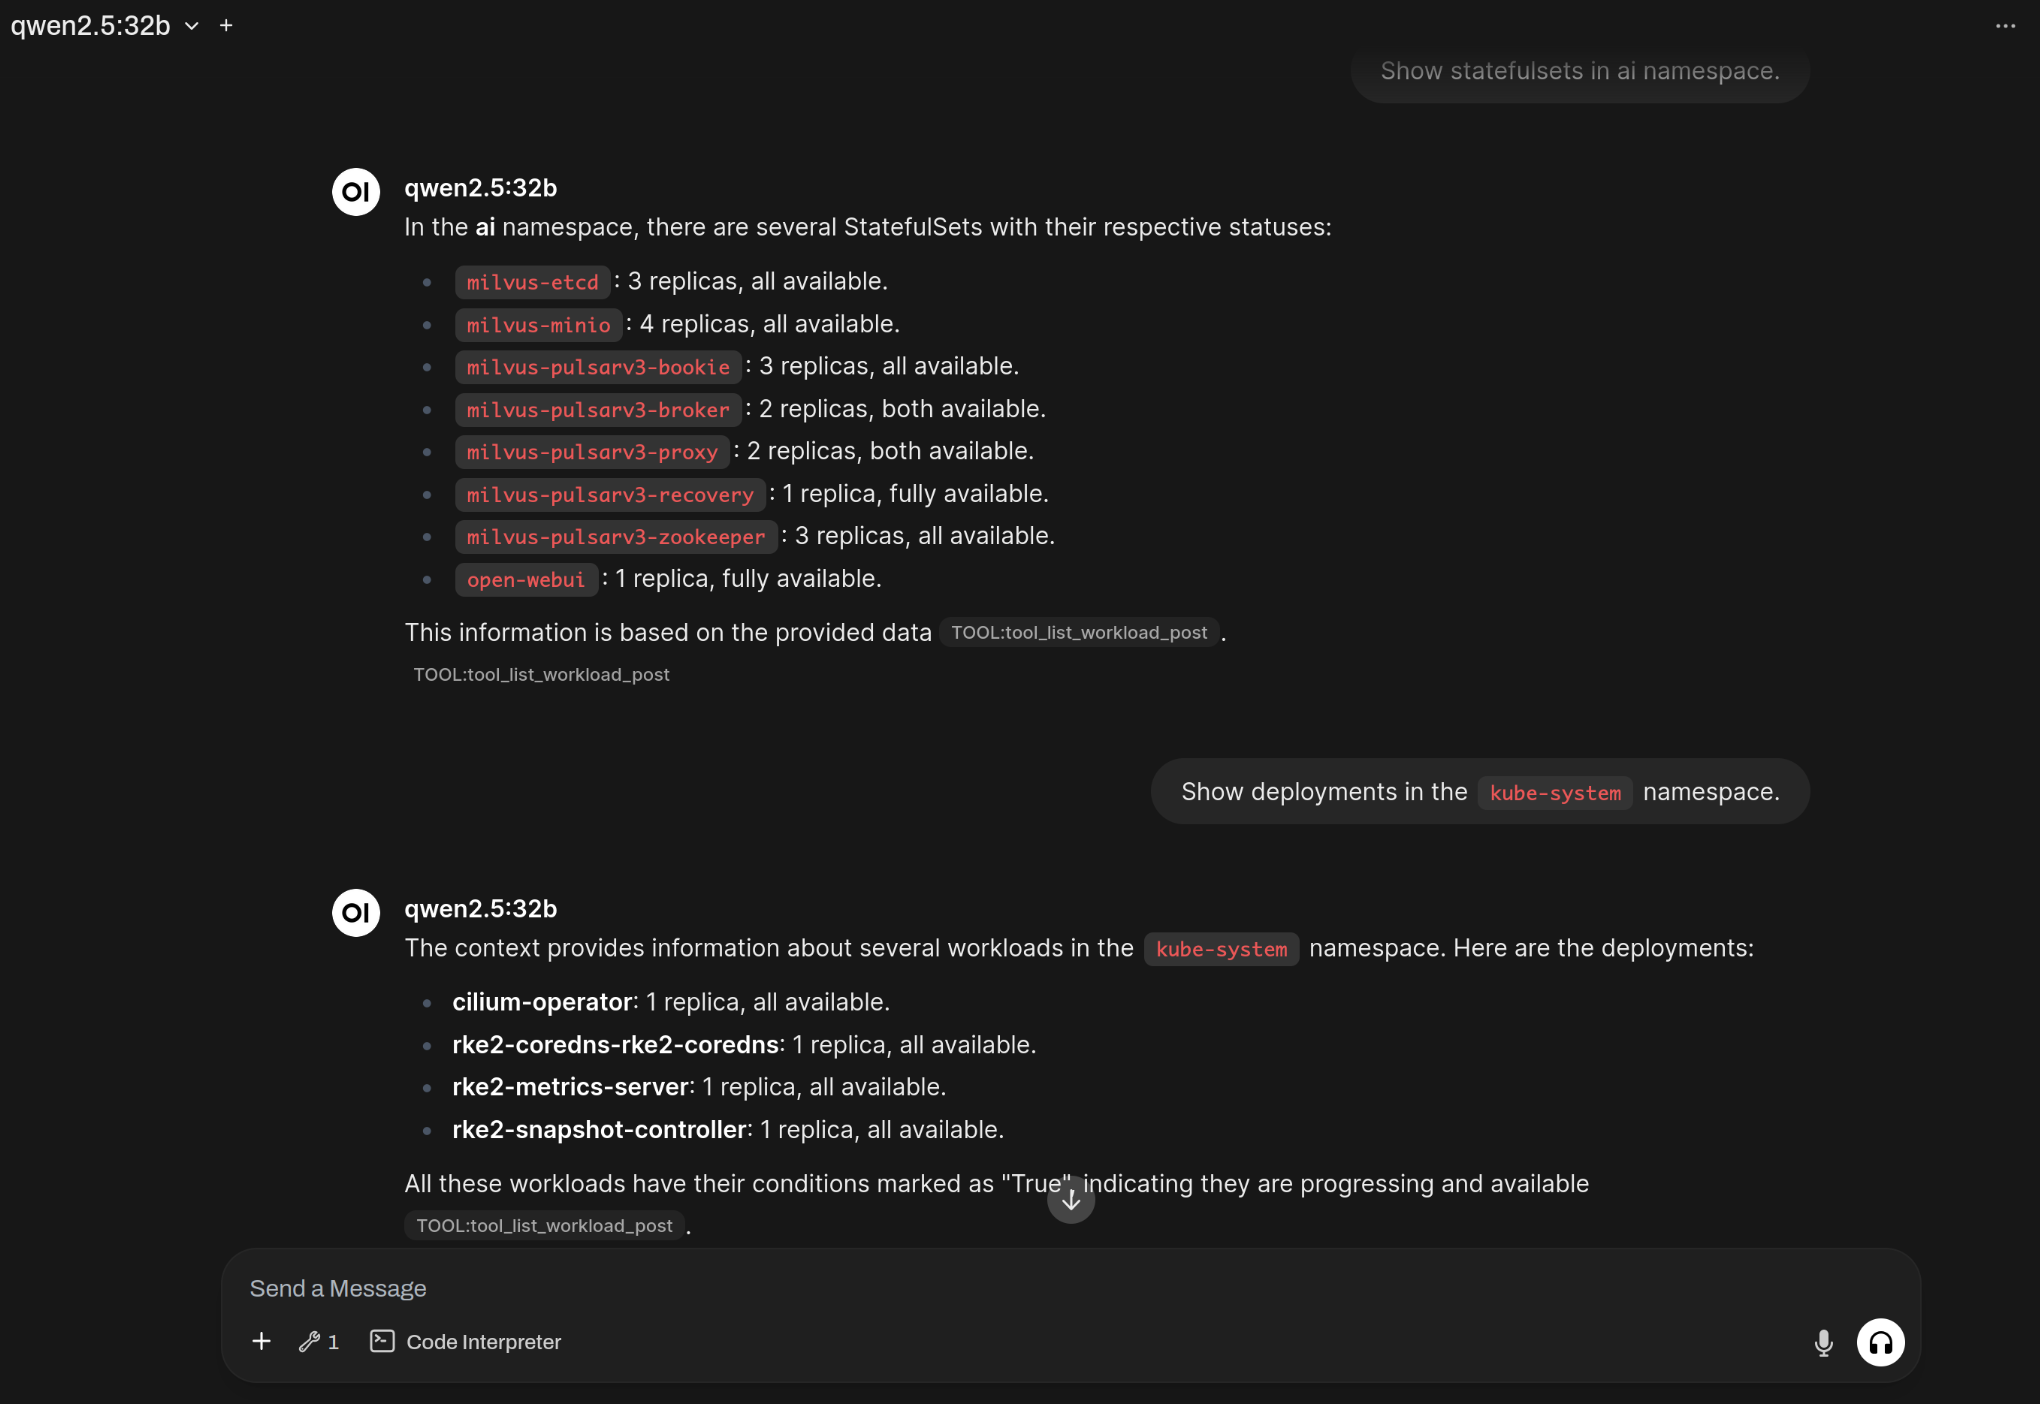 qwen2.5:32b
Show statefulsets in ai namespace.
OI
qwen2.5:32b
In the ai namespace, there are several StatefulSets with their respective statuses:
milvus-etcd : 3 replicas, all available.
milvus-minio : 4 replicas, all available.
milvus-pulsarv3-bookie : 3 replicas, all available.
milvus-pulsarv3-broker : 2 replicas, both available.
milvus-pulsarv3-proxy : 2 replicas, both available.
milvus-pulsarv3-recovery : 1 replica, fully available.
milvus-pulsarv3-zookeeper : 3 replicas, all available.
open-webui : 1 replica, fully available.
This information is based on the provided data TOOL:tool_list_workload_post .
TOOL:tool_list_workload_post
Show deployments in the kube-system namespace.
OI
qwen2.5:32b
The context provides information about several workloads in the kube-system namespace. Here are the deployments:
cilium-operator: 1 replica, all available.
rke2-coredns-rke2-coredns: 1 replica, all available.
rke2-metrics-server: 1 replica, all available.
rke2-snapshot-controller: 1 replica, all available.
All these workloads have their conditions marked as "True" indicating they are progressing and available
TOOL:tool_list_workload_post .
Send a Message
1 Code Interpreter